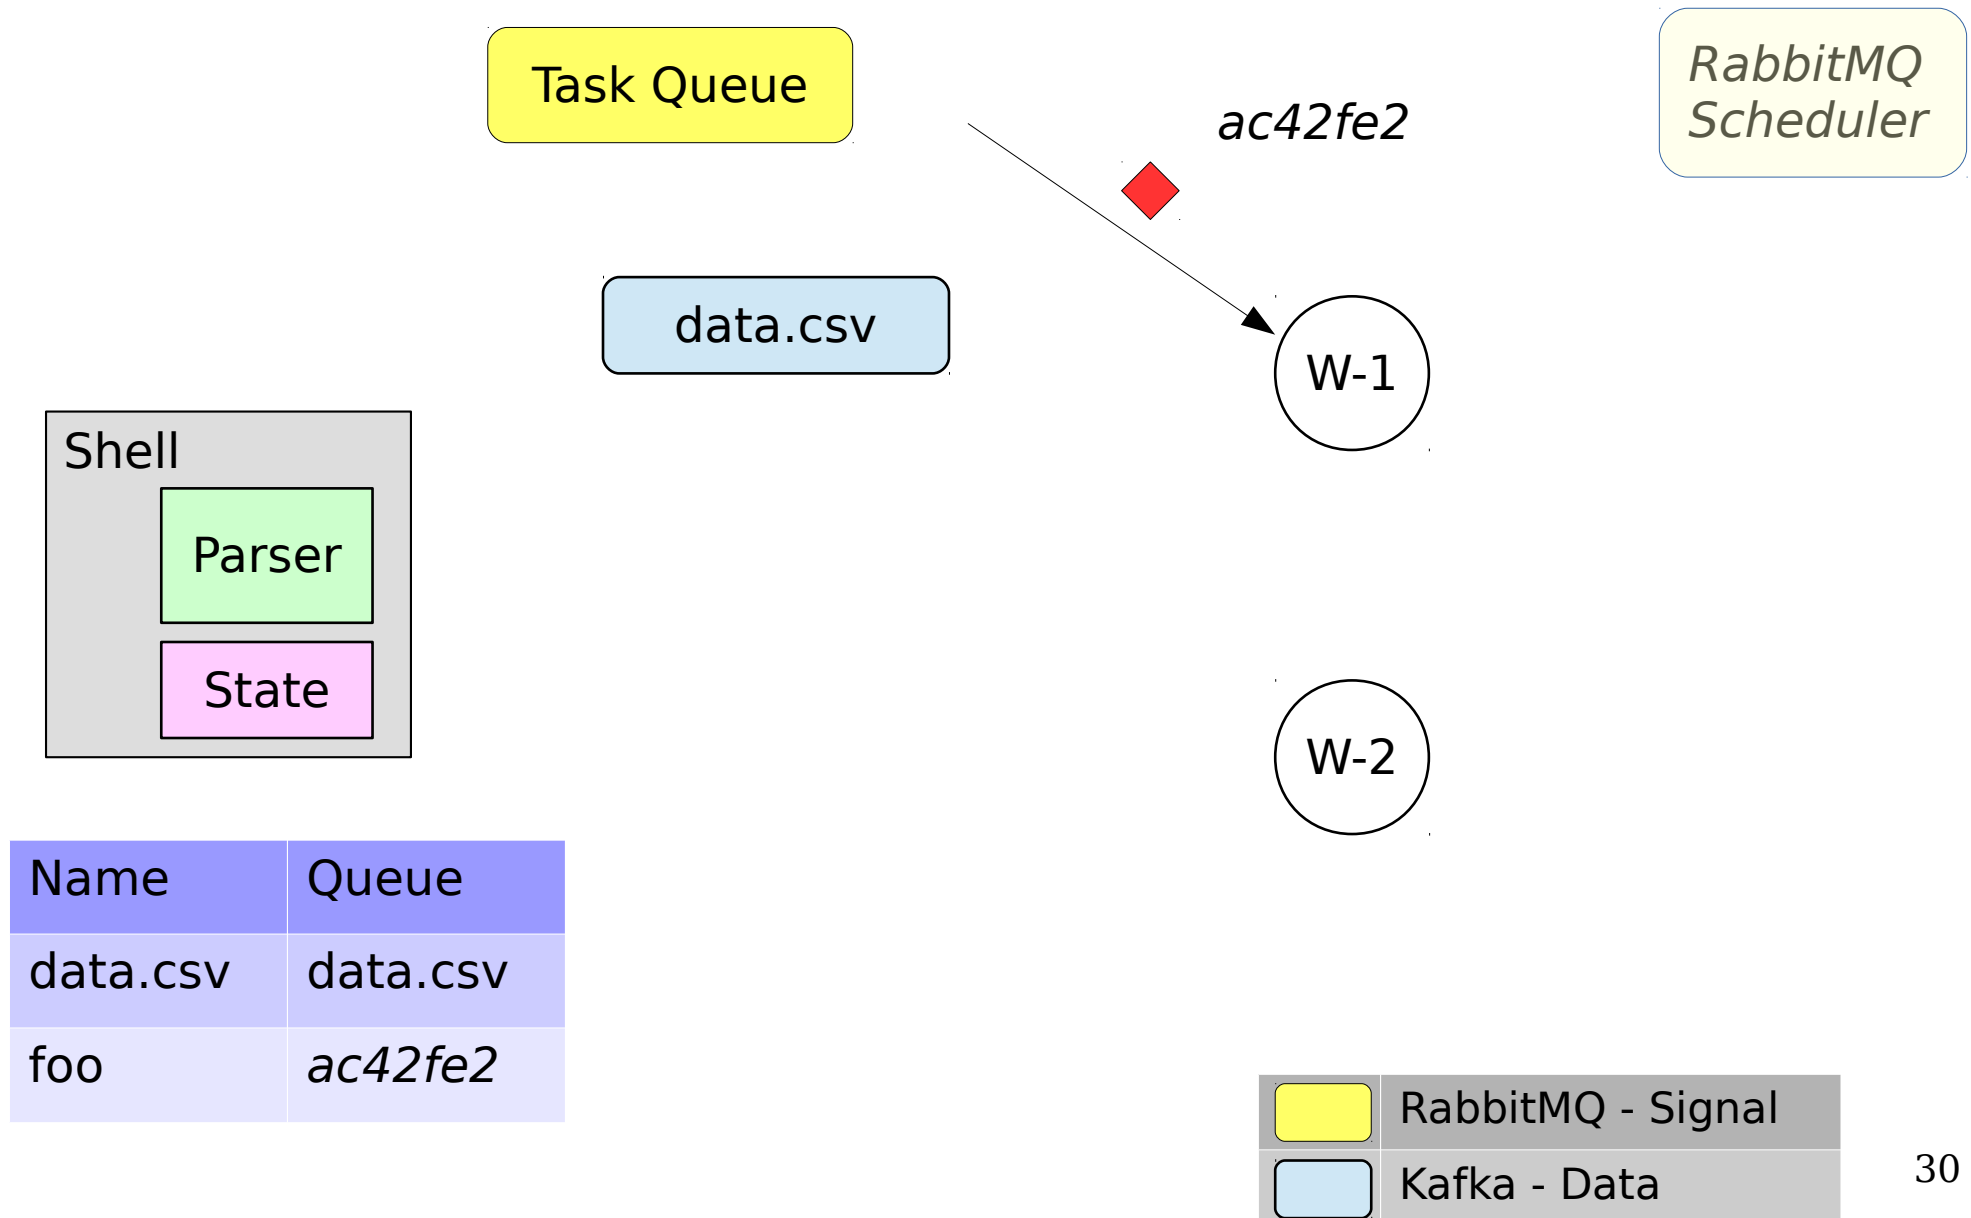 Task Queue
ac42fe2
RabbitMQ
Scheduler
data.csv
W-1
Shell
Parser
State
W-2
Name Queue
data.csv data.csv
foo ac42fe2
RabbitMQ - Signal
Kafka - Data
30